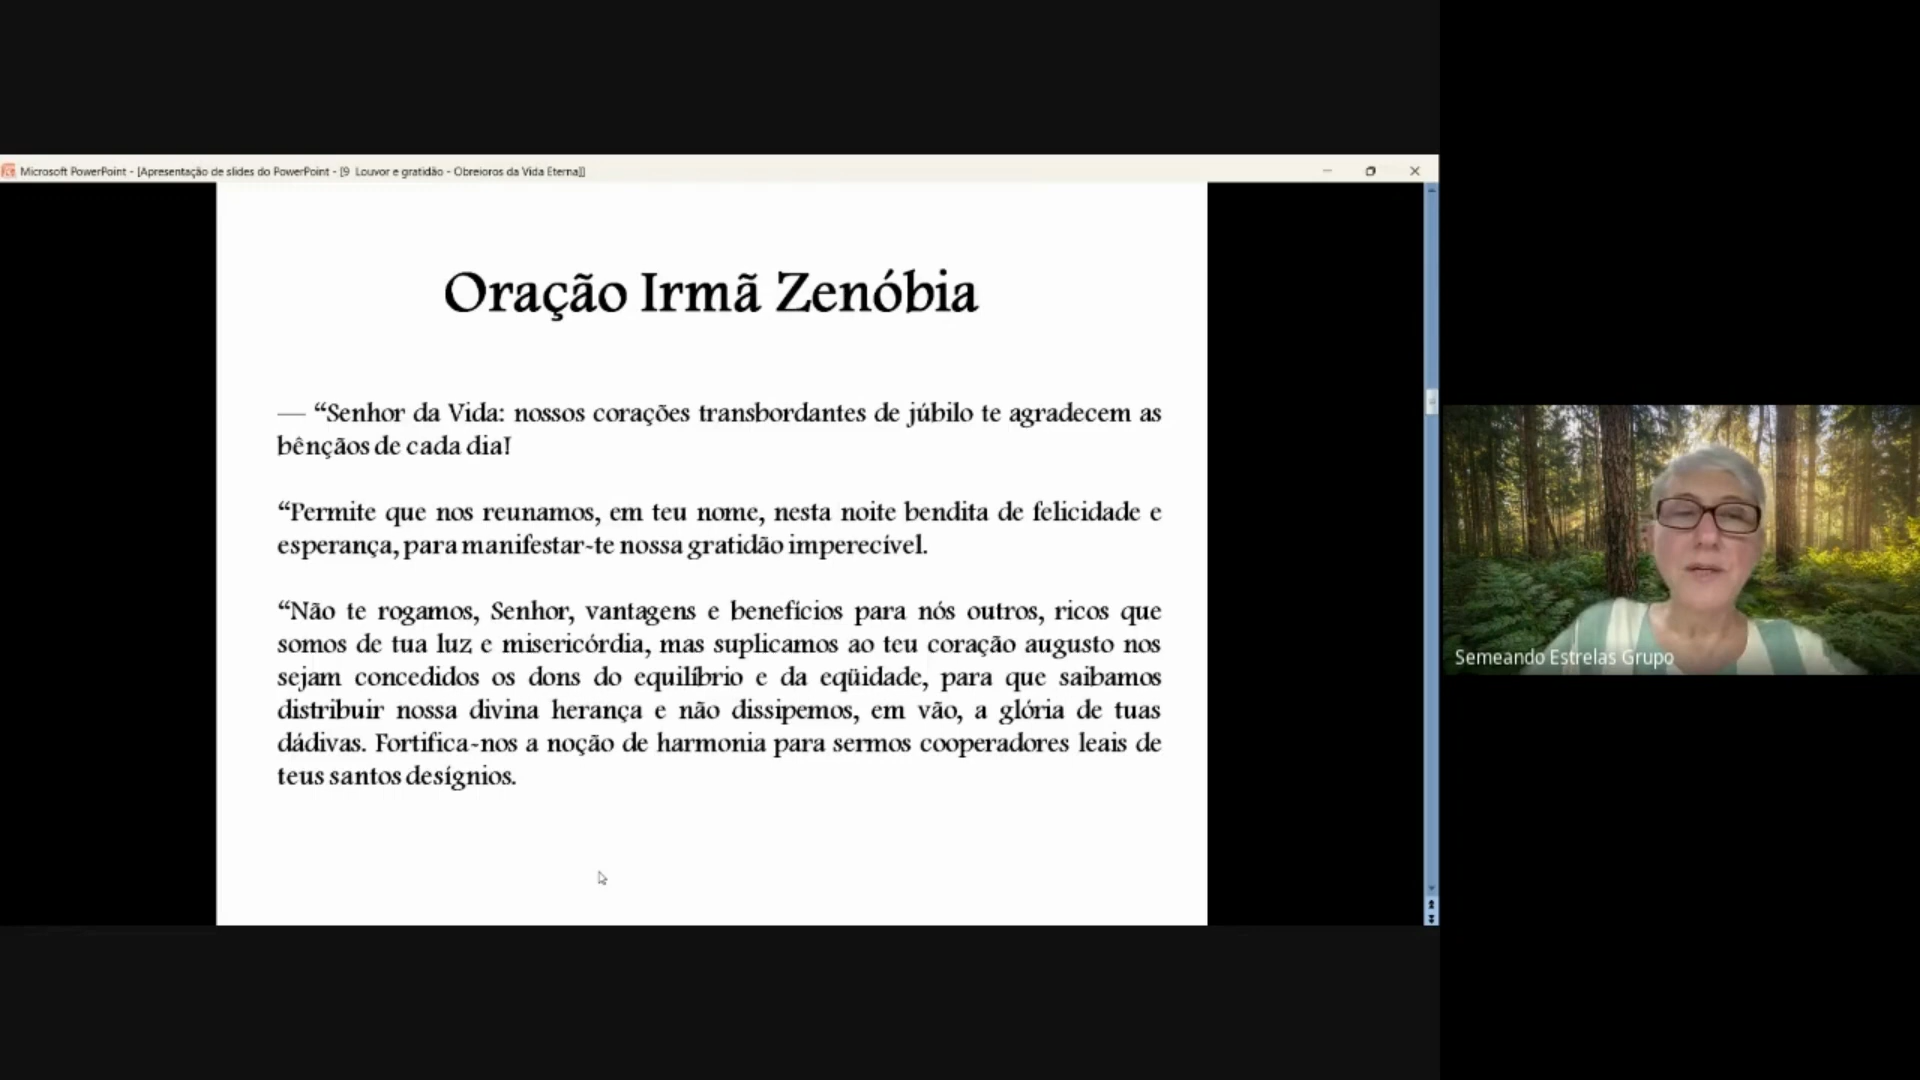 Microsoft PowerPoint - [Apresentação de slides do PowerPoint - [9 Louvor e gratidão - Obreioros da Vida Eterna]]
Oração Irmã Zenóbia
— “Senhor da Vida: nossos corações transbordantes de júbilo te agradecem as
bênçãos de cada dia!
“Permite que nos reunamos, em teu nome, nesta noite bendita de felicidade e
esperança, para manifestar-te nossa gratidão imperecível.
“Não te rogamos, Senhor, vantagens e benefícios para nós outros, ricos que
somos de tua luz e misericórdia, mas suplicamos ao teu coração augusto nos
sejam concedidos os dons do equilíbrio e da eqüidade, para que saibamos
distribuir nossa divina herança e não dissipemos, em vão, a glória de tuas
dádivas. Fortifica-nos a noção de harmonia para sermos cooperadores leais de
teus santos desígnios.
Semeando Estrelas Grupo